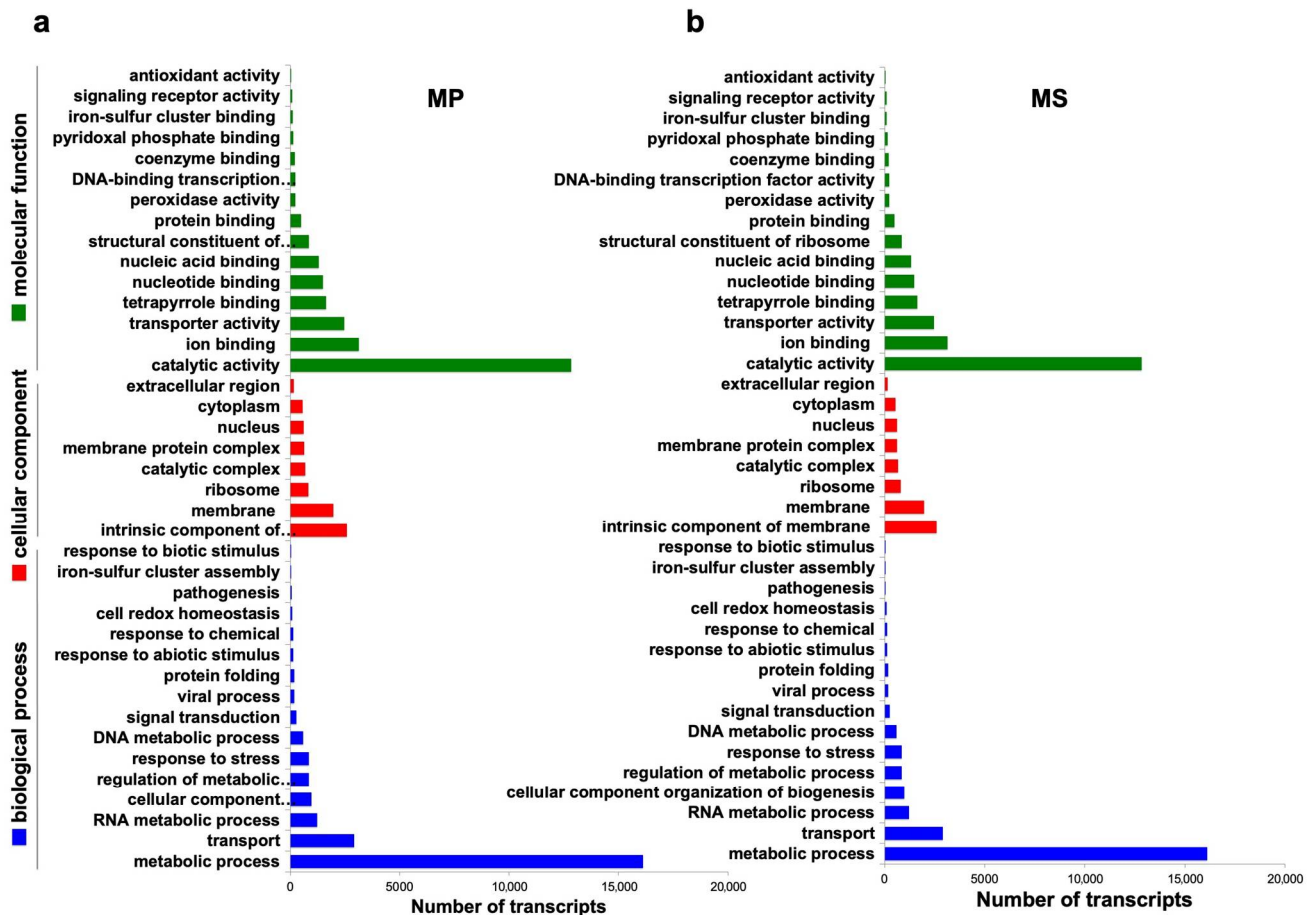 a
molecular function
cellular component
biological process
MP
antioxidant activity
signaling receptor activity
iron-sulfur cluster binding
pyridoxal phosphate binding
coenzyme binding
DNA-binding transcription...
peroxidase activity
protein binding
structural constituent of...
nucleic acid binding
nucleotide binding
tetrapyrrole binding
transporter activity
ion binding
catalytic activity
extracellular region
cytoplasm
nucleus
membrane protein complex
catalytic complex
ribosome
membrane
intrinsic component of...
response to biotic stimulus
iron-sulfur cluster assembly
pathogenesis
cell redox homeostasis
response to chemical
response to abiotic stimulus
protein folding
viral process
signal transduction
DNA metabolic process
response to stress
regulation of metabolic...
cellular component...
RNA metabolic process
transport
metabolic process
0 5000 10,000 15,000 20,000
Number of transcripts
b
MS
antioxidant activity
signaling receptor activity
iron-sulfur cluster binding
pyridoxal phosphate binding
coenzyme binding
DNA-binding transcription factor activity
peroxidase activity
protein binding
structural constituent of ribosome
nucleic acid binding
nucleotide binding
tetrapyrrole binding
transporter activity
ion binding
catalytic activity
extracellular region
cytoplasm
nucleus
membrane protein complex
catalytic complex
ribosome
membrane
intrinsic component of membrane
response to biotic stimulus
iron-sulfur cluster assembly
pathogenesis
cell redox homeostasis
response to chemical
response to abiotic stimulus
protein folding
viral process
signal transduction
DNA metabolic process
response to stress
regulation of metabolic process
cellular component organization of biogenesis
RNA metabolic process
transport
metabolic process
0 5000 10,000 15,000 20,000
Number of transcripts